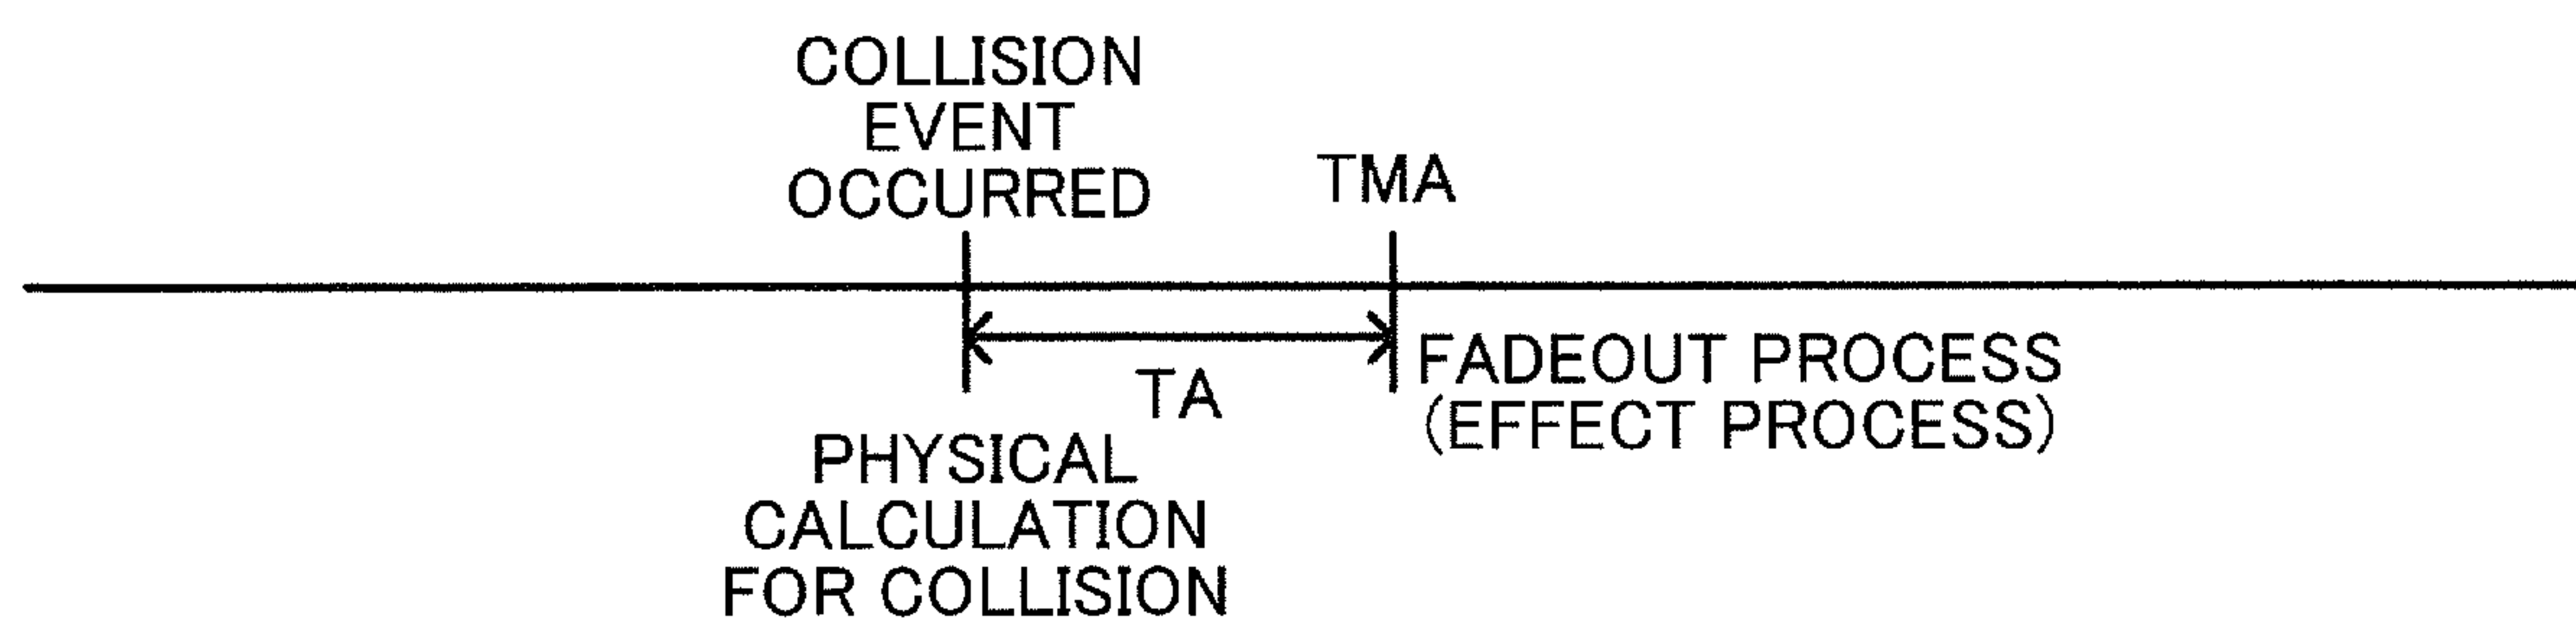 COLLISION
EVENT
OCCURRED
TMA
TA
FADEOUT PROCESS
(EFFECT PROCESS)
PHYSICAL
CALCULATION
FOR COLLISION